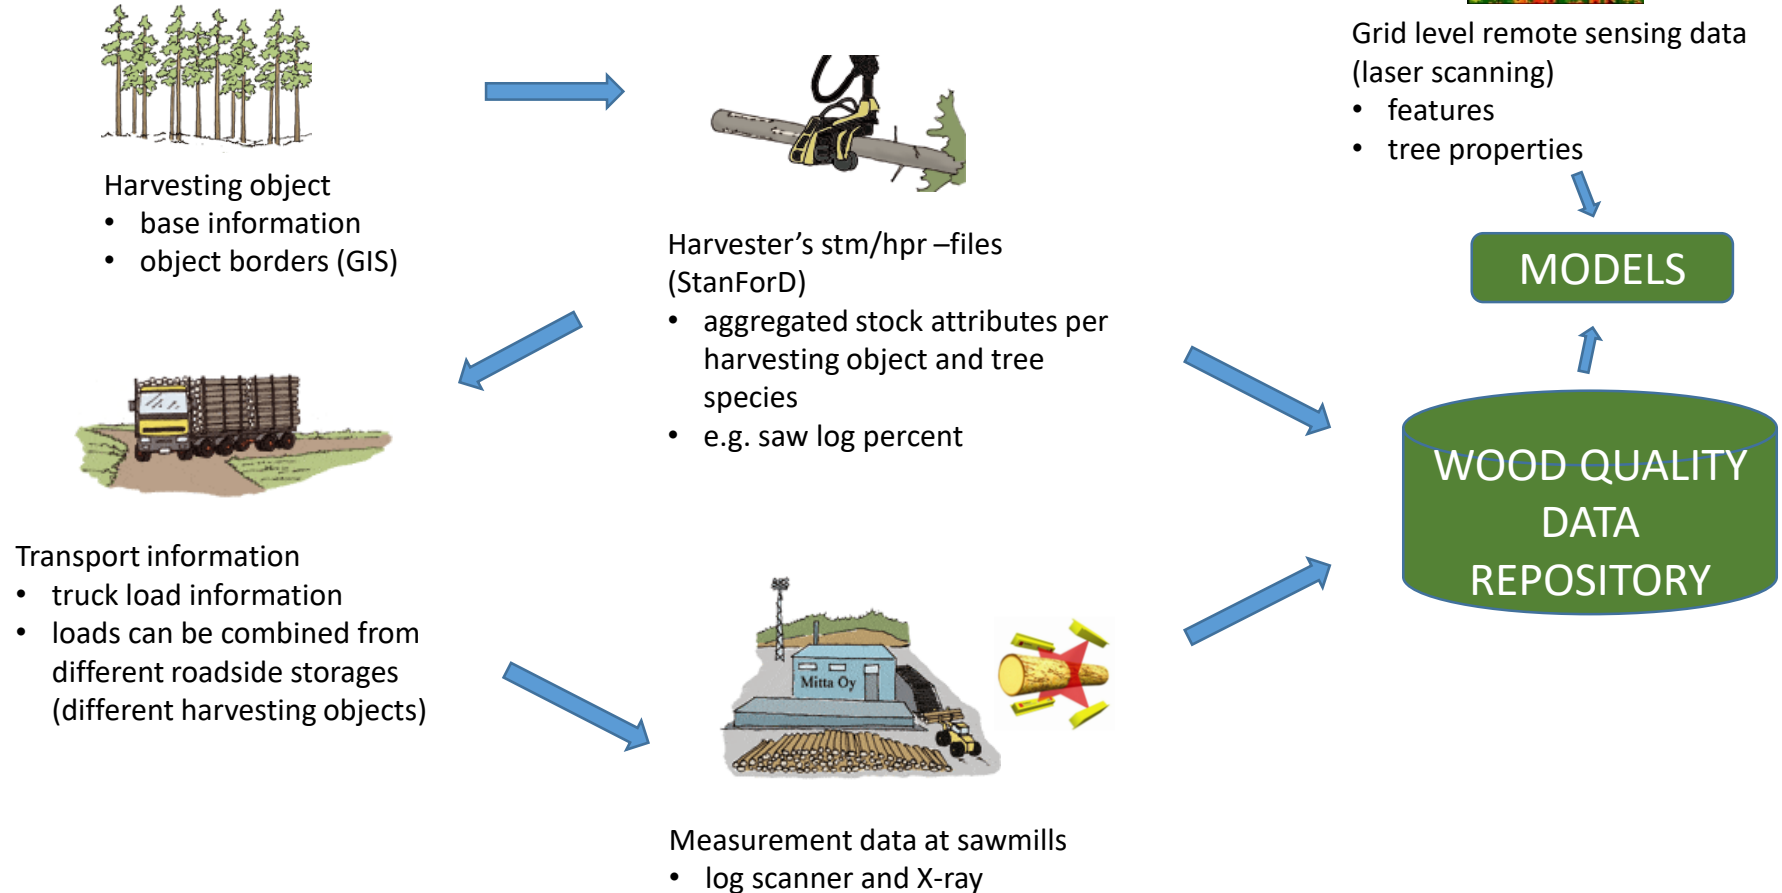 Harvesting object
• base information
• object borders (GIS)
Harvester's stm/hpr –files
(StanForD)
• aggregated stock attributes per
harvesting object and tree
species
• e.g. saw log percent
Grid level remote sensing data
(laser scanning)
• features
• tree properties
MODELS
WOOD QUALITY
DATA
REPOSITORY
Transport information
• truck load information
• loads can be combined from
different roadside storages
(different harvesting objects)
Mitta Oy
Measurement data at sawmills
• log scanner and X-ray